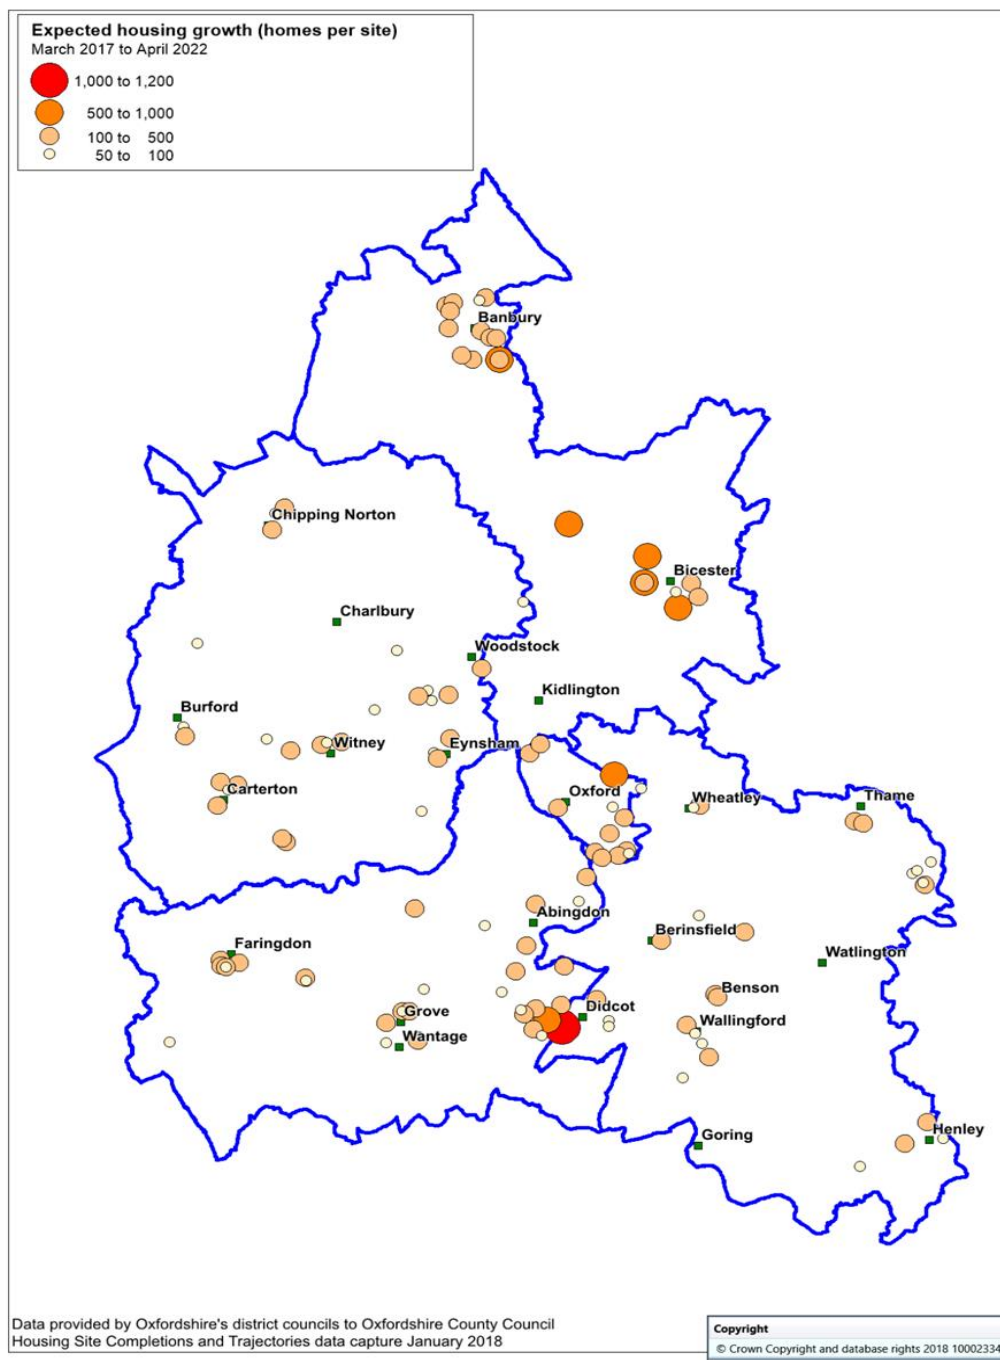 Expected housing growth (homes per site)
March 2017 to April 2022
1,000 to 1,200
500 to 1,000
100 to 500
50 to 100
Banbury
Chipping Norton
Bicester
Charlbury
Woodstock
Kidlington
Burford
Witney
Eynsham
Carterton
Oxford
Wheatley
Thame
Abingdon
Berinsfield
Faringdon
Watlington
Benson
Didcot
Grove
Wallingford
Wantage
Goring
Henley
Data provided by Oxfordshire's district councils to Oxfordshire County Council
Housing Site Completions and Trajectories data capture January 2018
Copyright
© Crown Copyright and database rights 2018 10002334